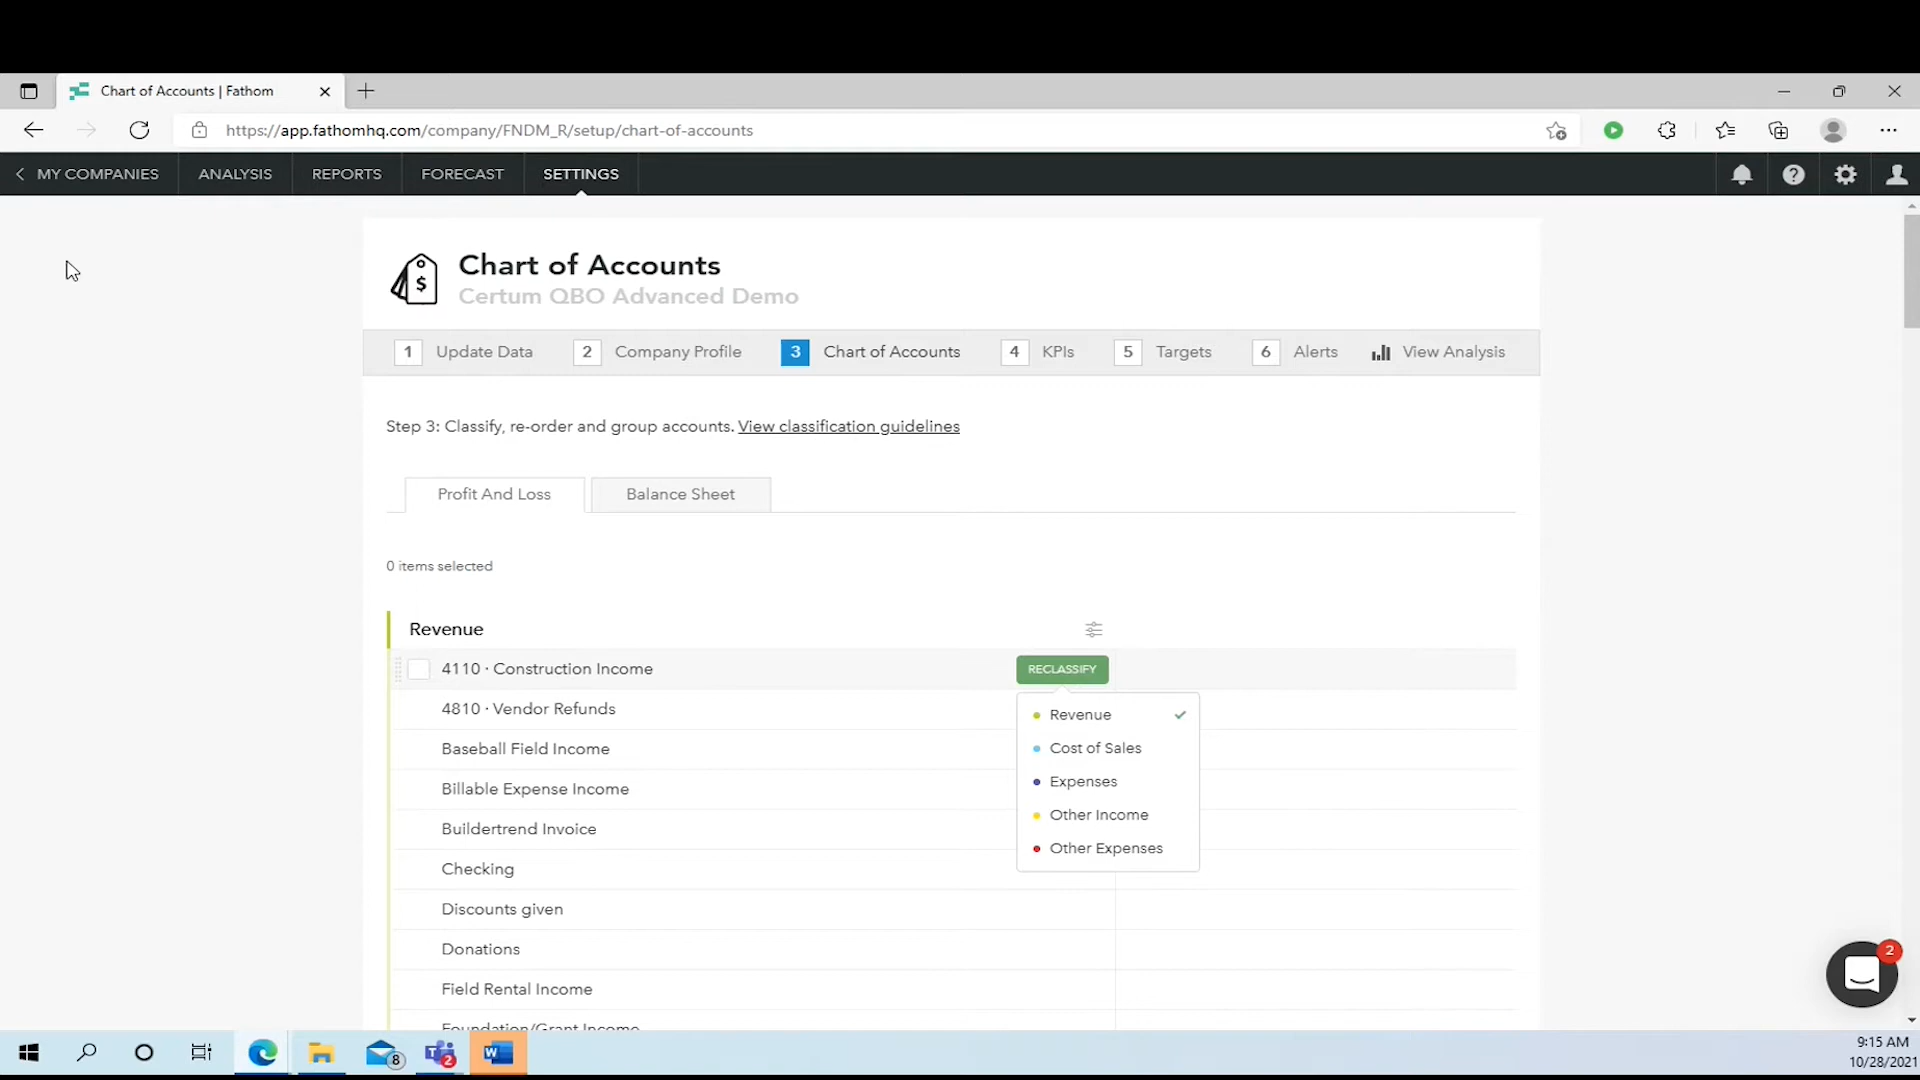 Chart of Accounts | Fathom
https://app.fathomhq.com/company/FNDM_R/setup/chart-of-accounts
MY COMPANIES ANALYSIS REPORTS FORECAST SETTINGS
Chart of Accounts
Certum QBO Advanced Demo
1 Update Data 2 Company Profile 3 Chart of Accounts 4 KPIs 5 Targets 6 Alerts View Analysis
Step 3: Classify, re-order and group accounts. View classification guidelines
Profit And Loss Balance Sheet
0 items selected
Revenue
4110 · Construction Income RECLASSIFY
4810 · Vendor Refunds
Revenue
Baseball Field Income
Cost of Sales
Billable Expense Income
Expenses
Buildertrend Invoice
Other Income
Checking
Other Expenses
Discounts given
Donations
2
Field Rental Income
Foundation/Grant Income
8
2
9:15 AM
10/28/2021